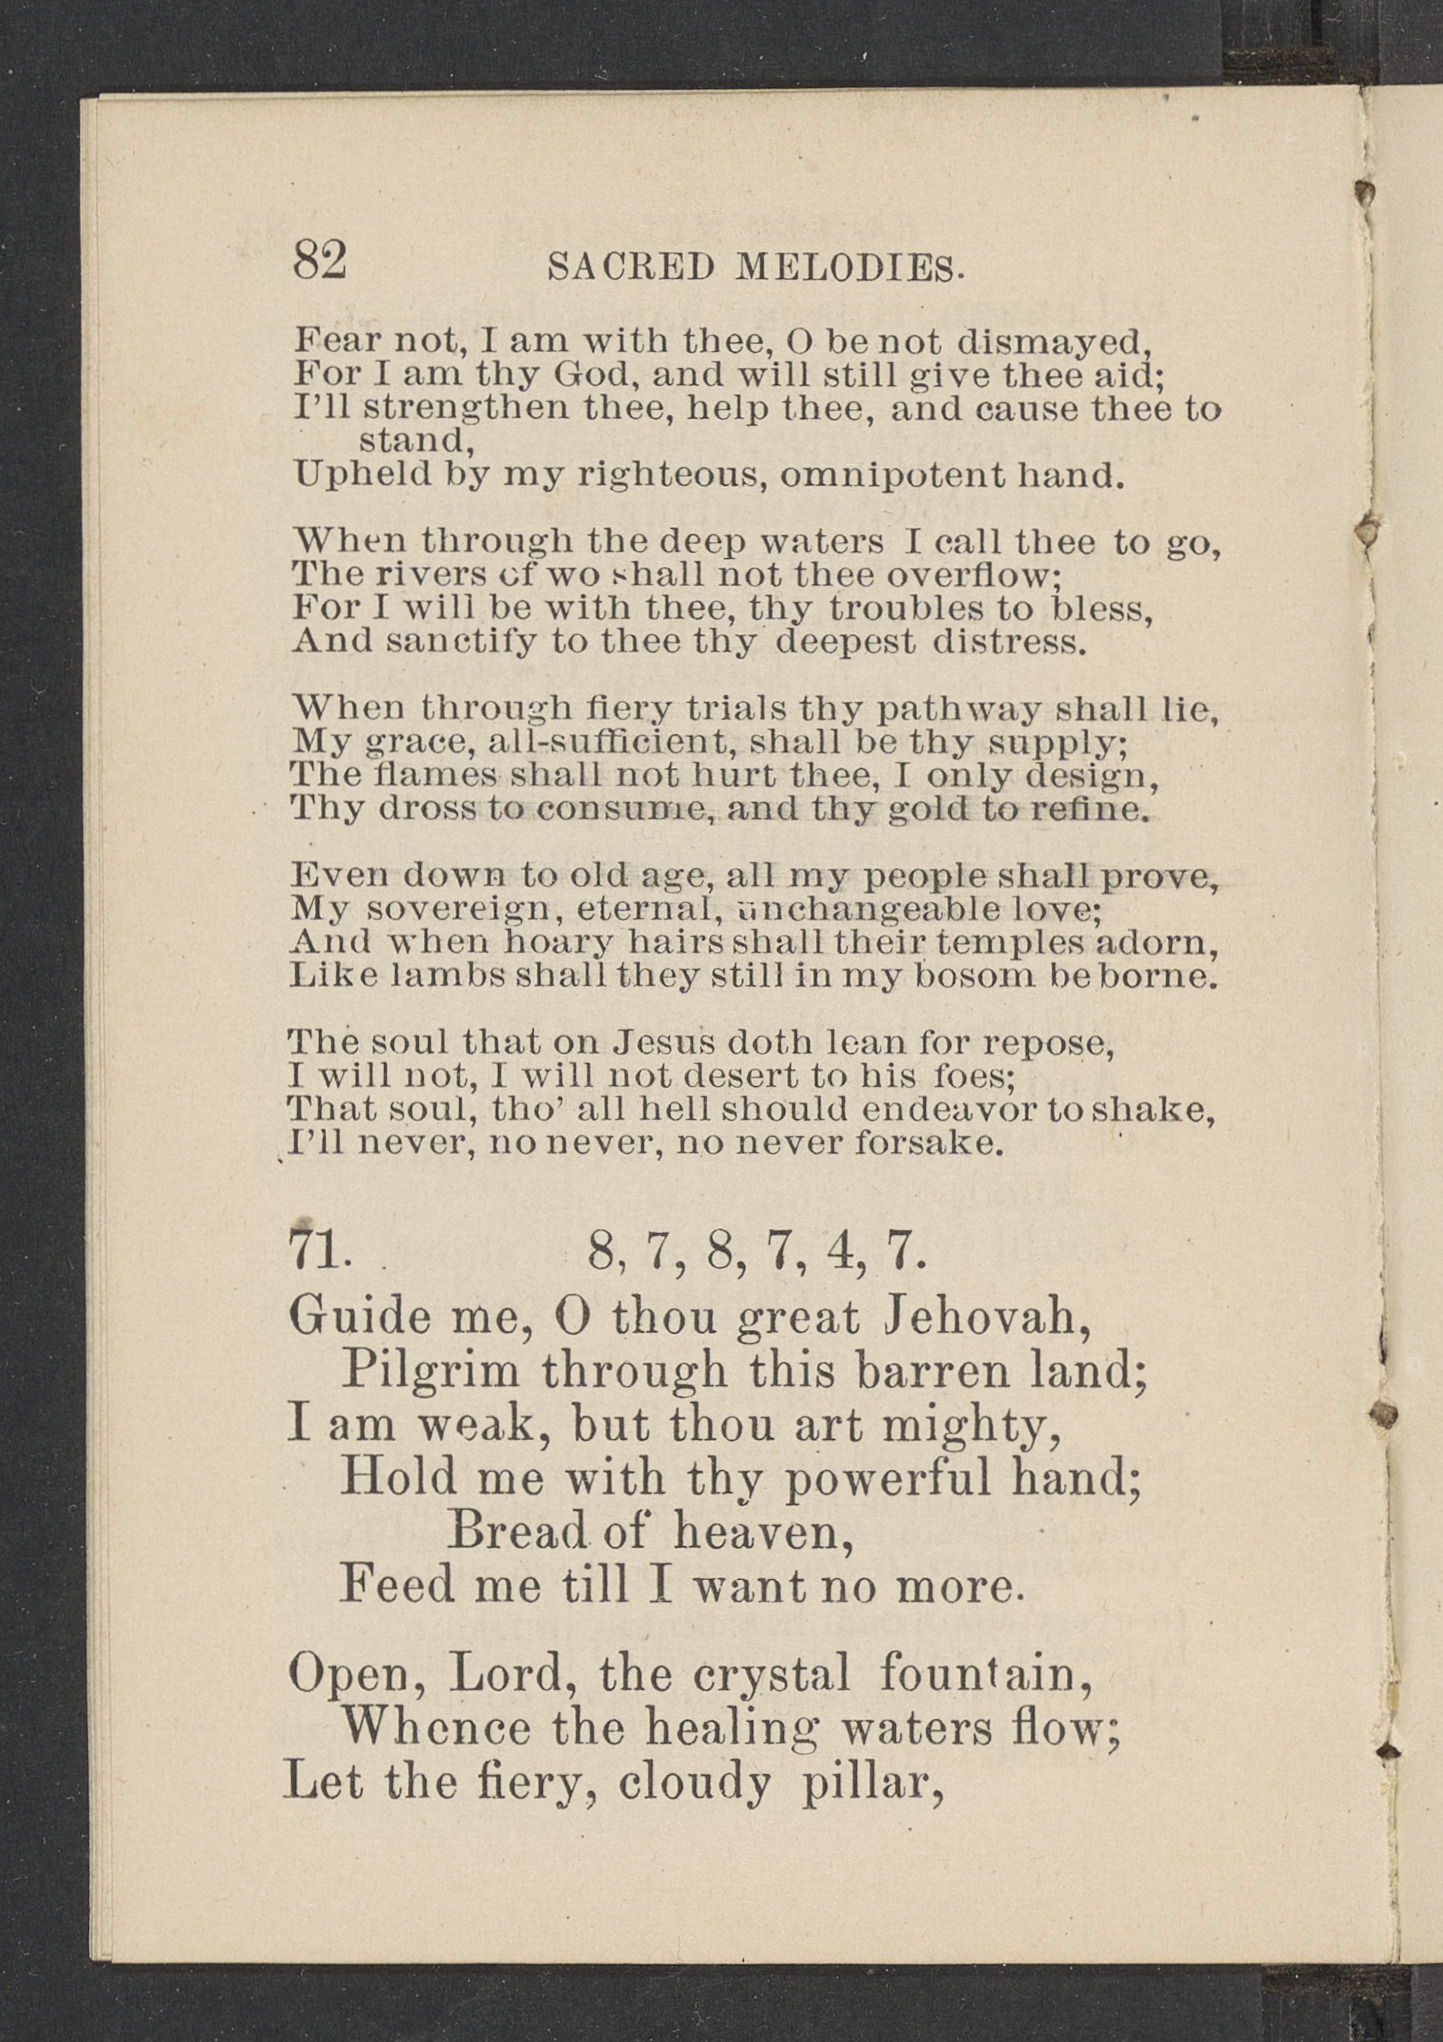 82 SACRED MELODIES.
Fear not, I am with thee, O be not dismayed,
For I am thy God, and will still give thee aid;
I'll strengthen thee, help thee, and cause thee to
stand,
Upheld by my righteous, omnipotent hand.
When through the deep waters I call thee to go,
The rivers of wo shall not thee overflow;
For I will be with thee, thy troubles to bless,
And sanctify to thee thy deepest distress.
When through fiery trials thy pathway shall lie,
My grace, all-sufficient, shall be thy supply;
The flames shall not hurt thee, I only design,
Thy dross to consume, and thy gold to refine.
Even down to old age, all my people shall prove,
My sovereign, eternal, unchangeable love;
And when hoary hairs shall their temples adorn,
Like lambs shall they still in my bosom be borne.
The soul that on Jesus doth lean for repose,
I will not, I will not desert to his foes;
That soul, tho' all hell should endeavor to shake,
I'll never, no never, no never forsake.
71. 8, 7, 8, 7, 4, 7.
Guide me, O thou great Jehovah,
Pilgrim through this barren land;
I am weak, but thou art mighty,
Hold me with thy powerful hand;
Bread of heaven,
Feed me till I want no more.
Open, Lord, the crystal fountain,
Whence the healing waters flow;
Let the fiery, cloudy pillar,